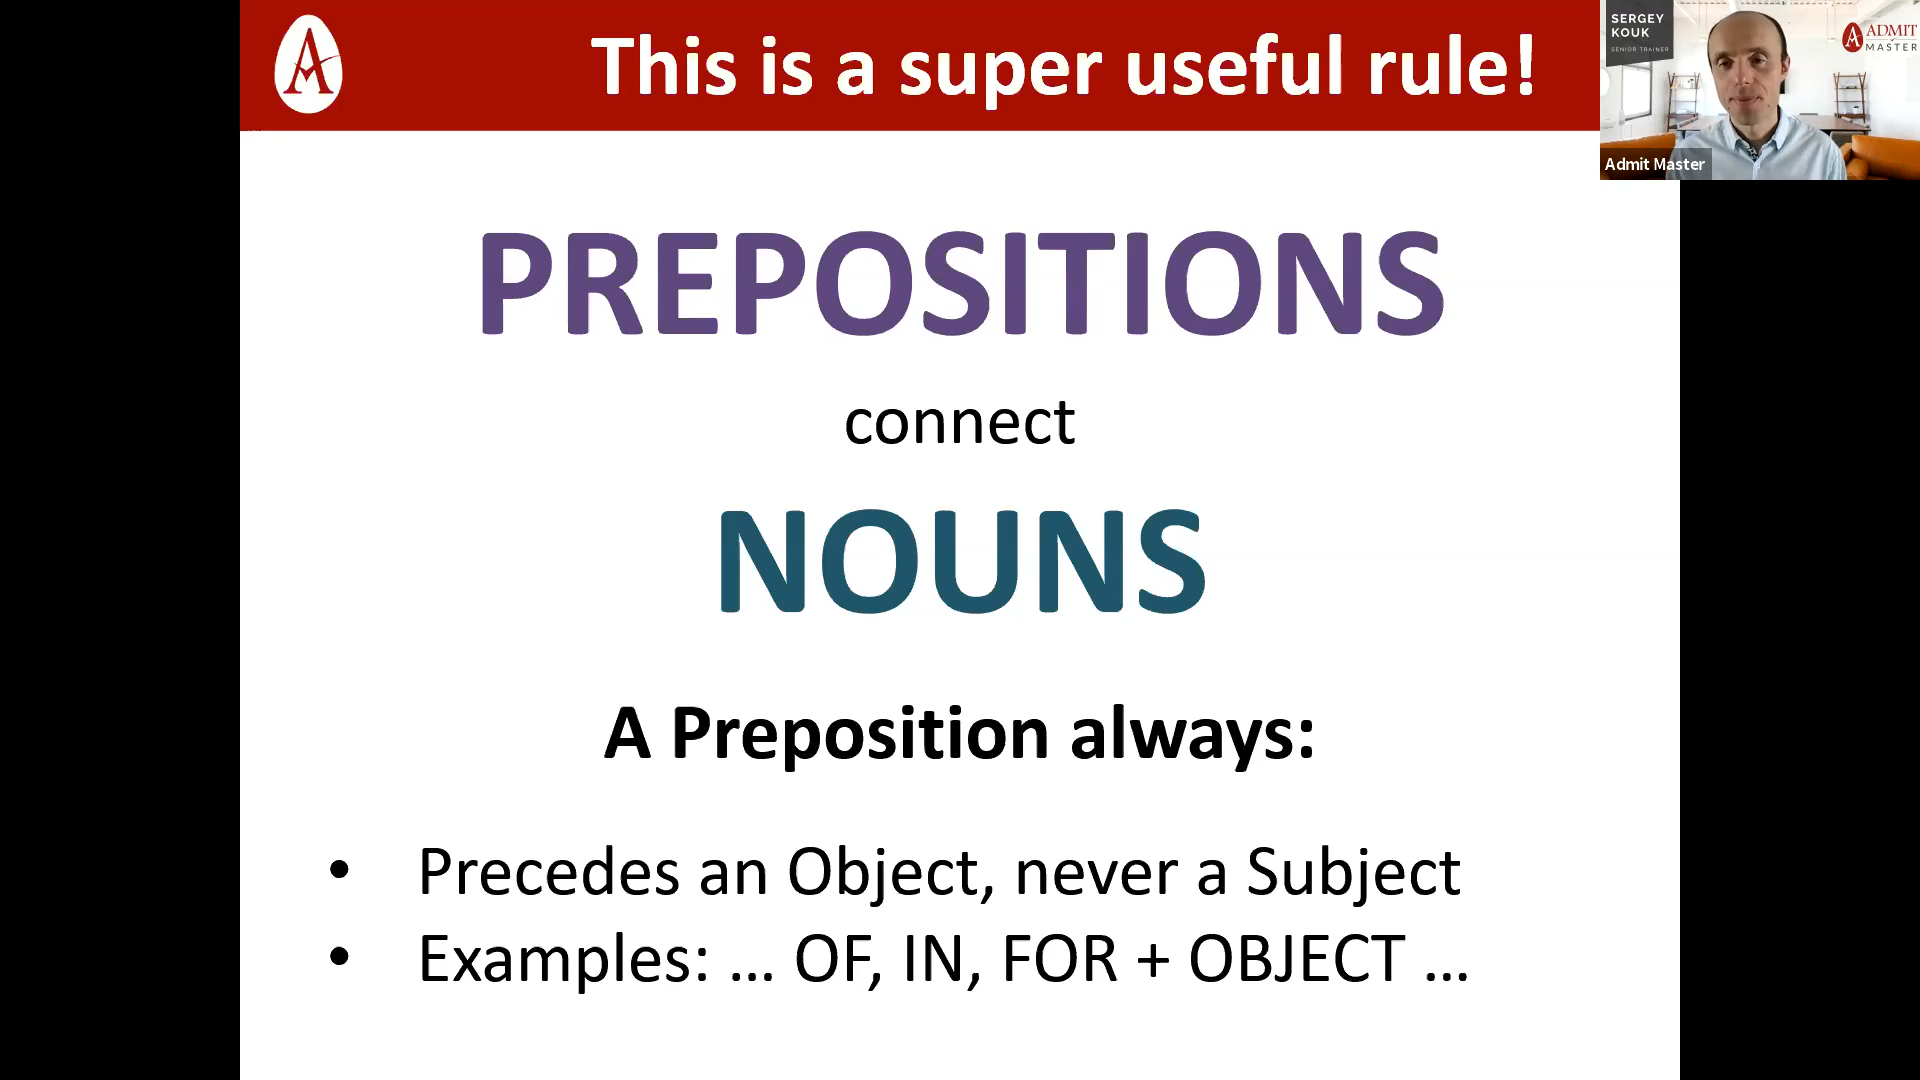 This is a super useful rule!
SERGEY
KOUK
SENIOR TRAINER
ADMIT
MASTER
Admit Master
PREPOSITIONS
connect
NOUNS
A Preposition always:
• Precedes an Object, never a Subject
• Examples: ... OF, IN, FOR + OBJECT ...